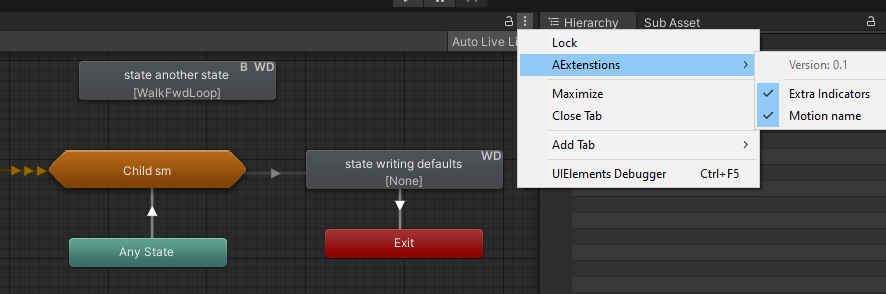 Hierarchy
Sub Asset
Auto Live Li
Lock
AExtenstions
Version: 0.1
Extra Indicators
Motion name
Maximize
Close Tab
Add Tab
UIElements Debugger Ctrl+F5
B WD
state another state
[WalkFwdLoop]
Child sm
WD
state writing defaults
[None]
Any State
Exit